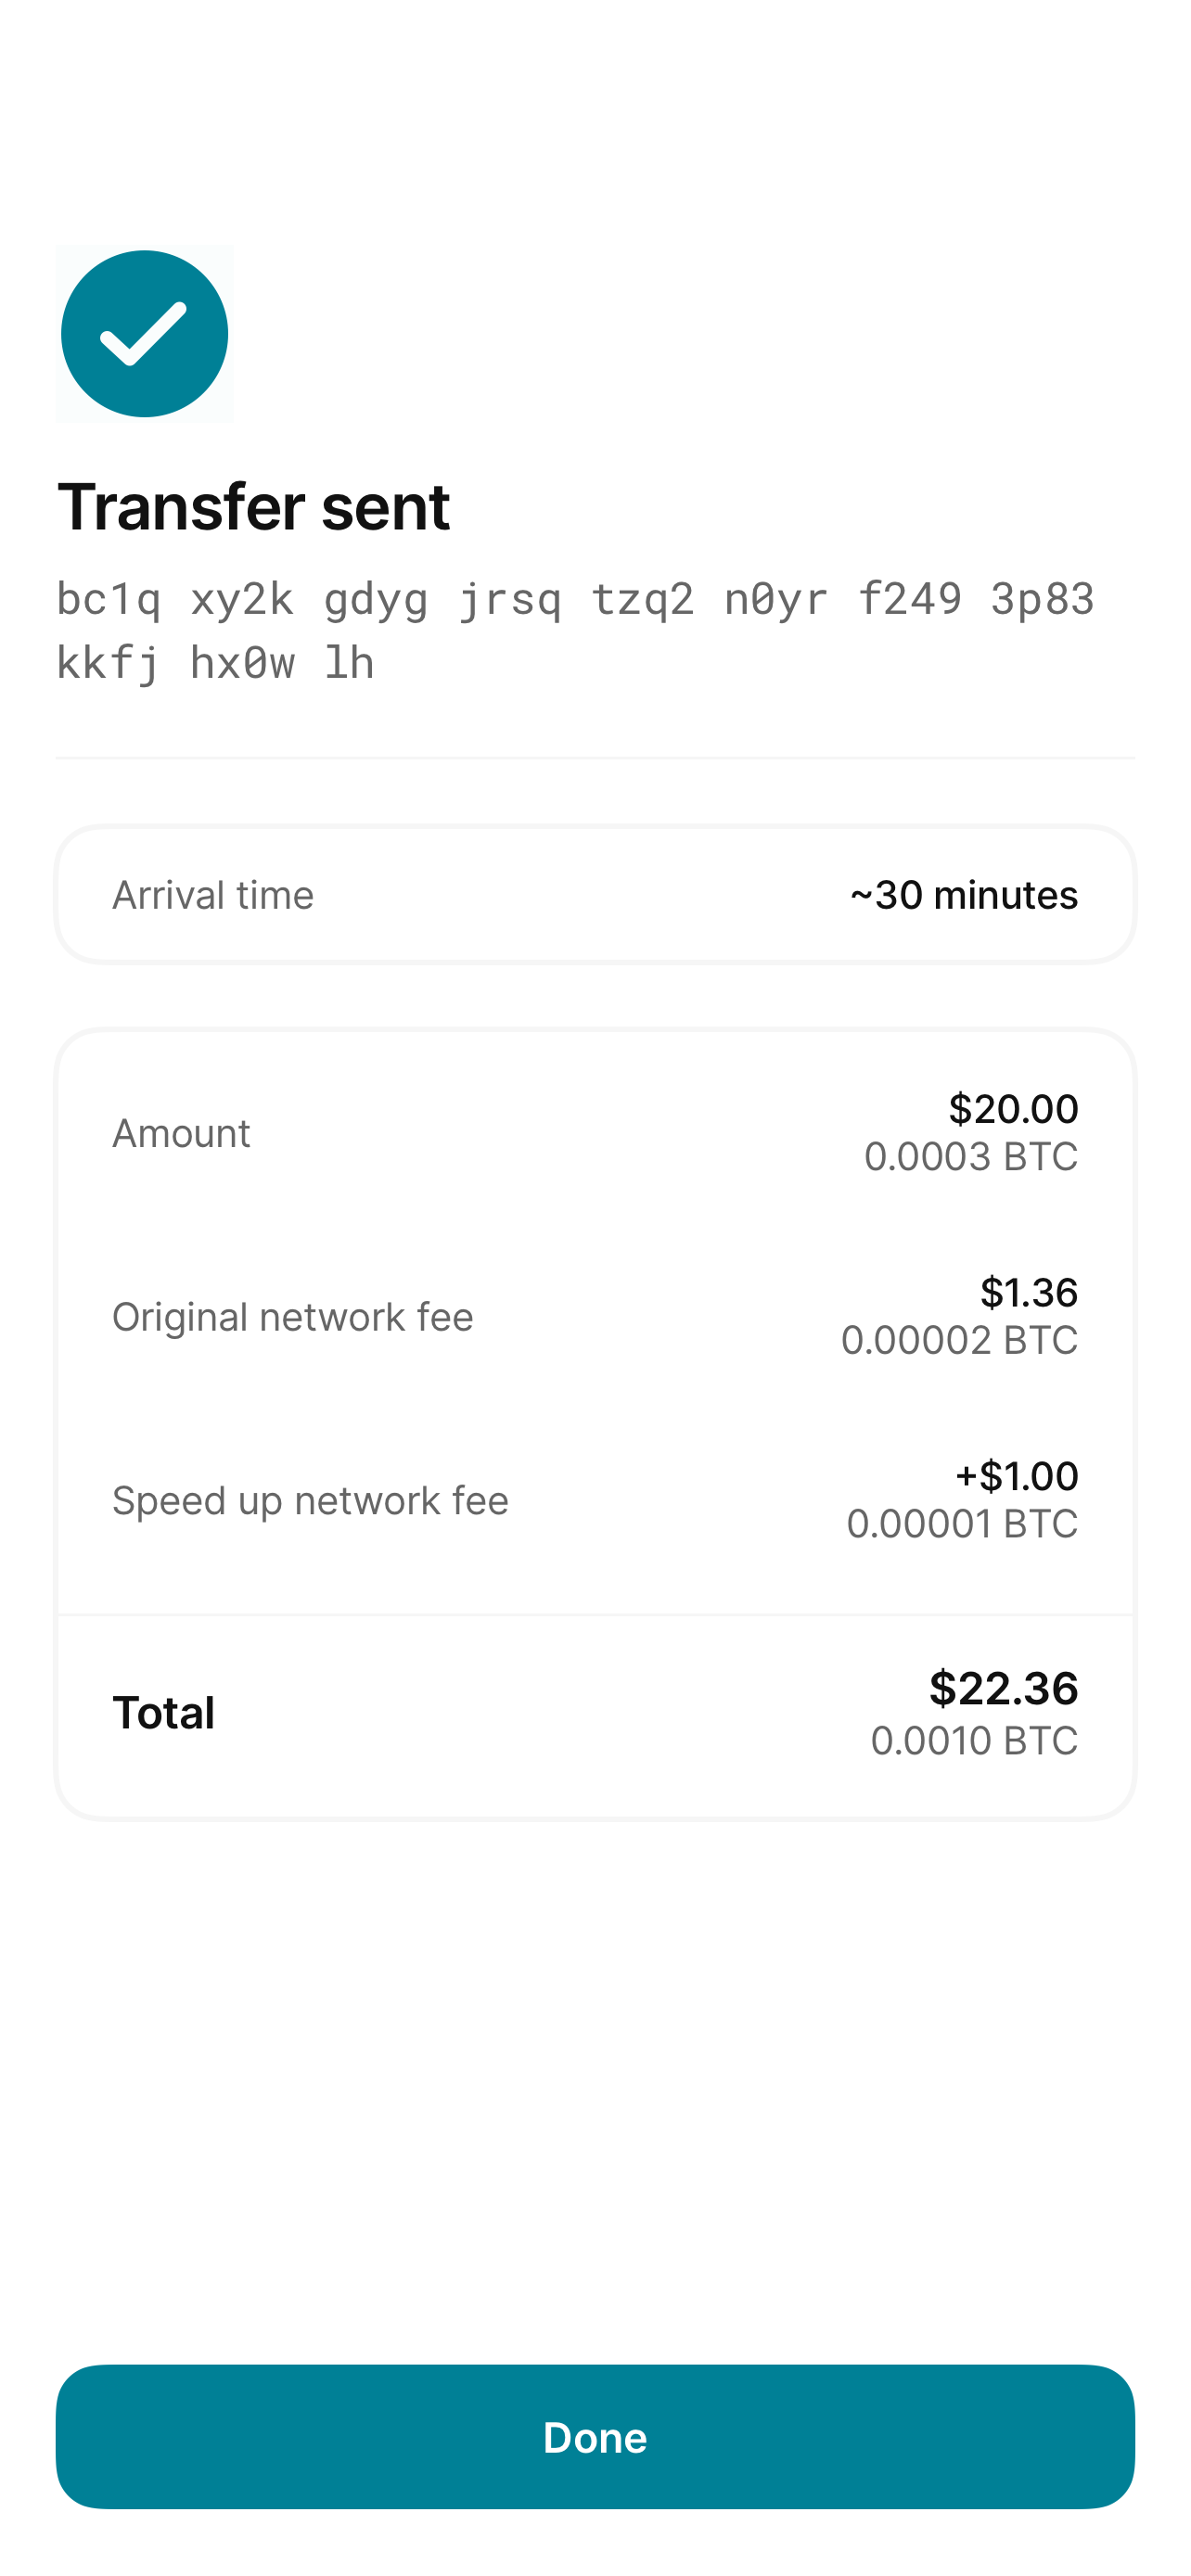 Transfer sent
bc1q xy2k gdyg jrsq tzq2 n0yr f249 3p83
kkfj hx0w lh
Arrival time ~30 minutes
Amount $20.00
0.0003 BTC
Original network fee $1.36
0.00002 BTC
Speed up network fee +$1.00
0.00001 BTC
Total $22.36
0.0010 BTC
Done